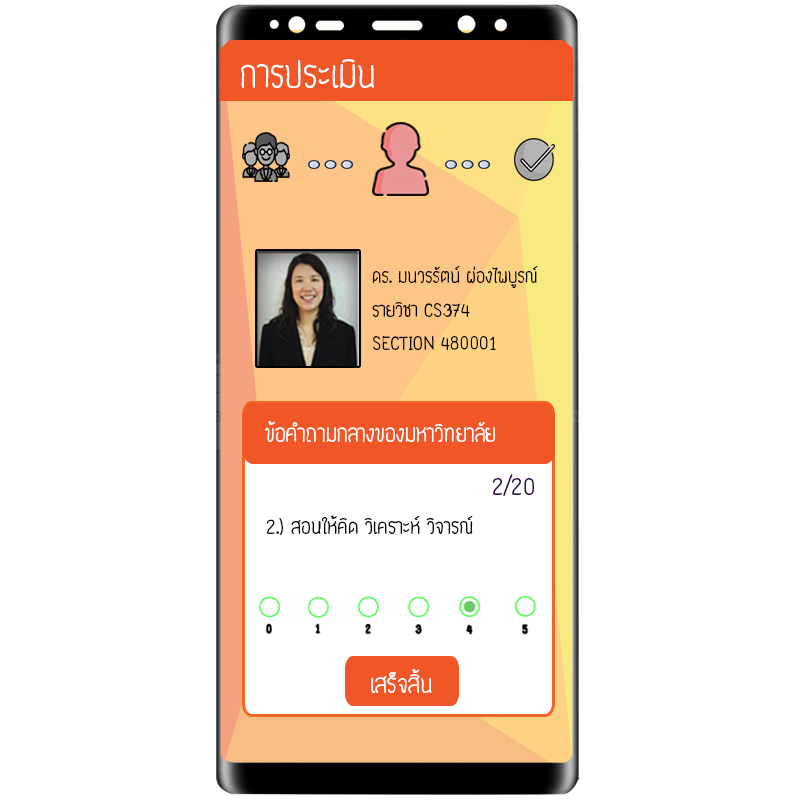 การประเมิน
ดร. มนวรรัตน์ ผ่องไพบูรณ์
รายวิชา CS374
SECTION 480001
ข้อคำถามกลางของมหาวิทยาลัย
2/20
2.) สอนให้คิด วิเคราะห์ วิจารณ์
0 1 2 3 4 5
เสร็จสิ้น